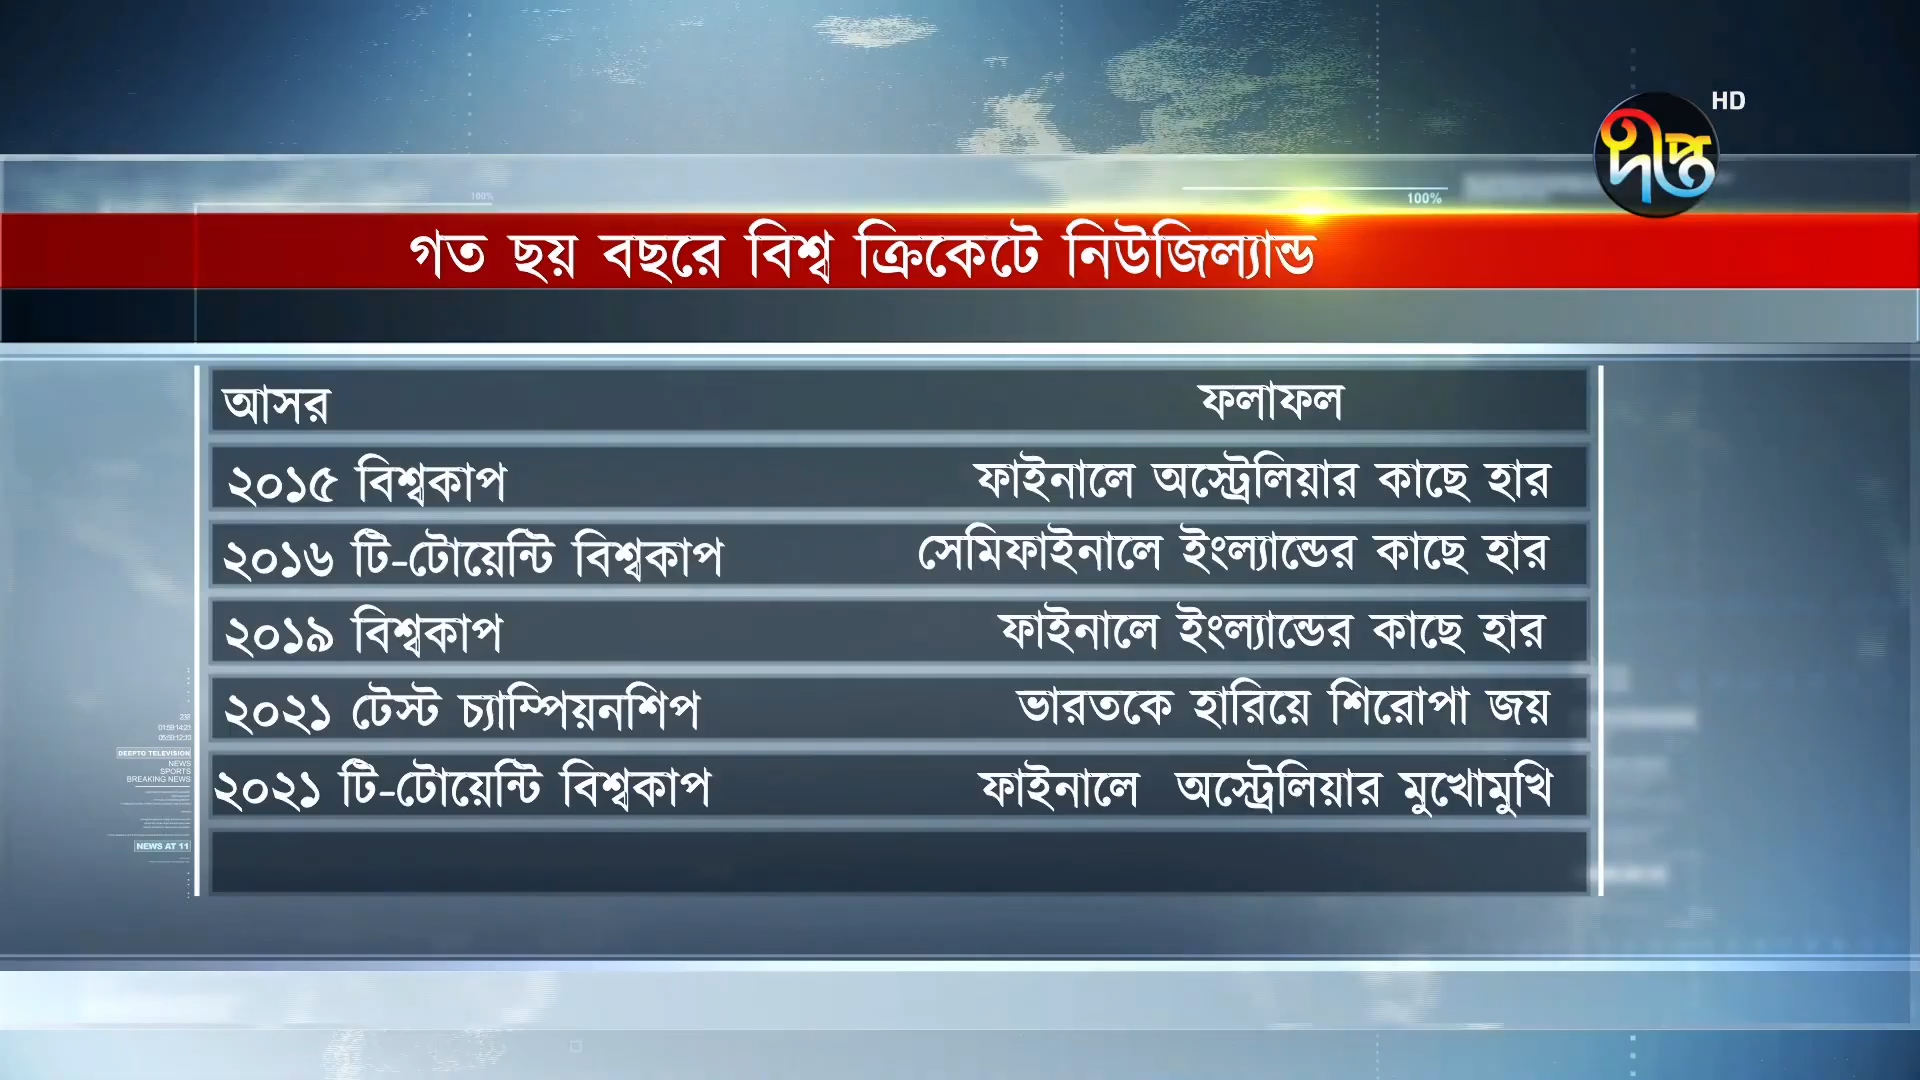 HD
দীপ্ত
100%
100%
গত ছয় বছরে বিশ্ব ক্রিকেটে নিউজিল্যান্ড
আসর ফলাফল
২০১৫ বিশ্বকাপ ফাইনালে অস্ট্রেলিয়ার কাছে হার
২০১৬ টি-টোয়েন্টি বিশ্বকাপ সেমিফাইনালে ইংল্যান্ডের কাছে হার
২০১৯ বিশ্বকাপ ফাইনালে ইংল্যান্ডের কাছে হার
২০২১ টেস্ট চ্যাম্পিয়নশিপ ভারতকে হারিয়ে শিরোপা জয়
২০২১ টি-টোয়েন্টি বিশ্বকাপ ফাইনালে অস্ট্রেলিয়ার মুখোমুখি
DEEPTO TELEVISION
NEWS
SPORTS
BREAKING NEWS
NEWS AT 11